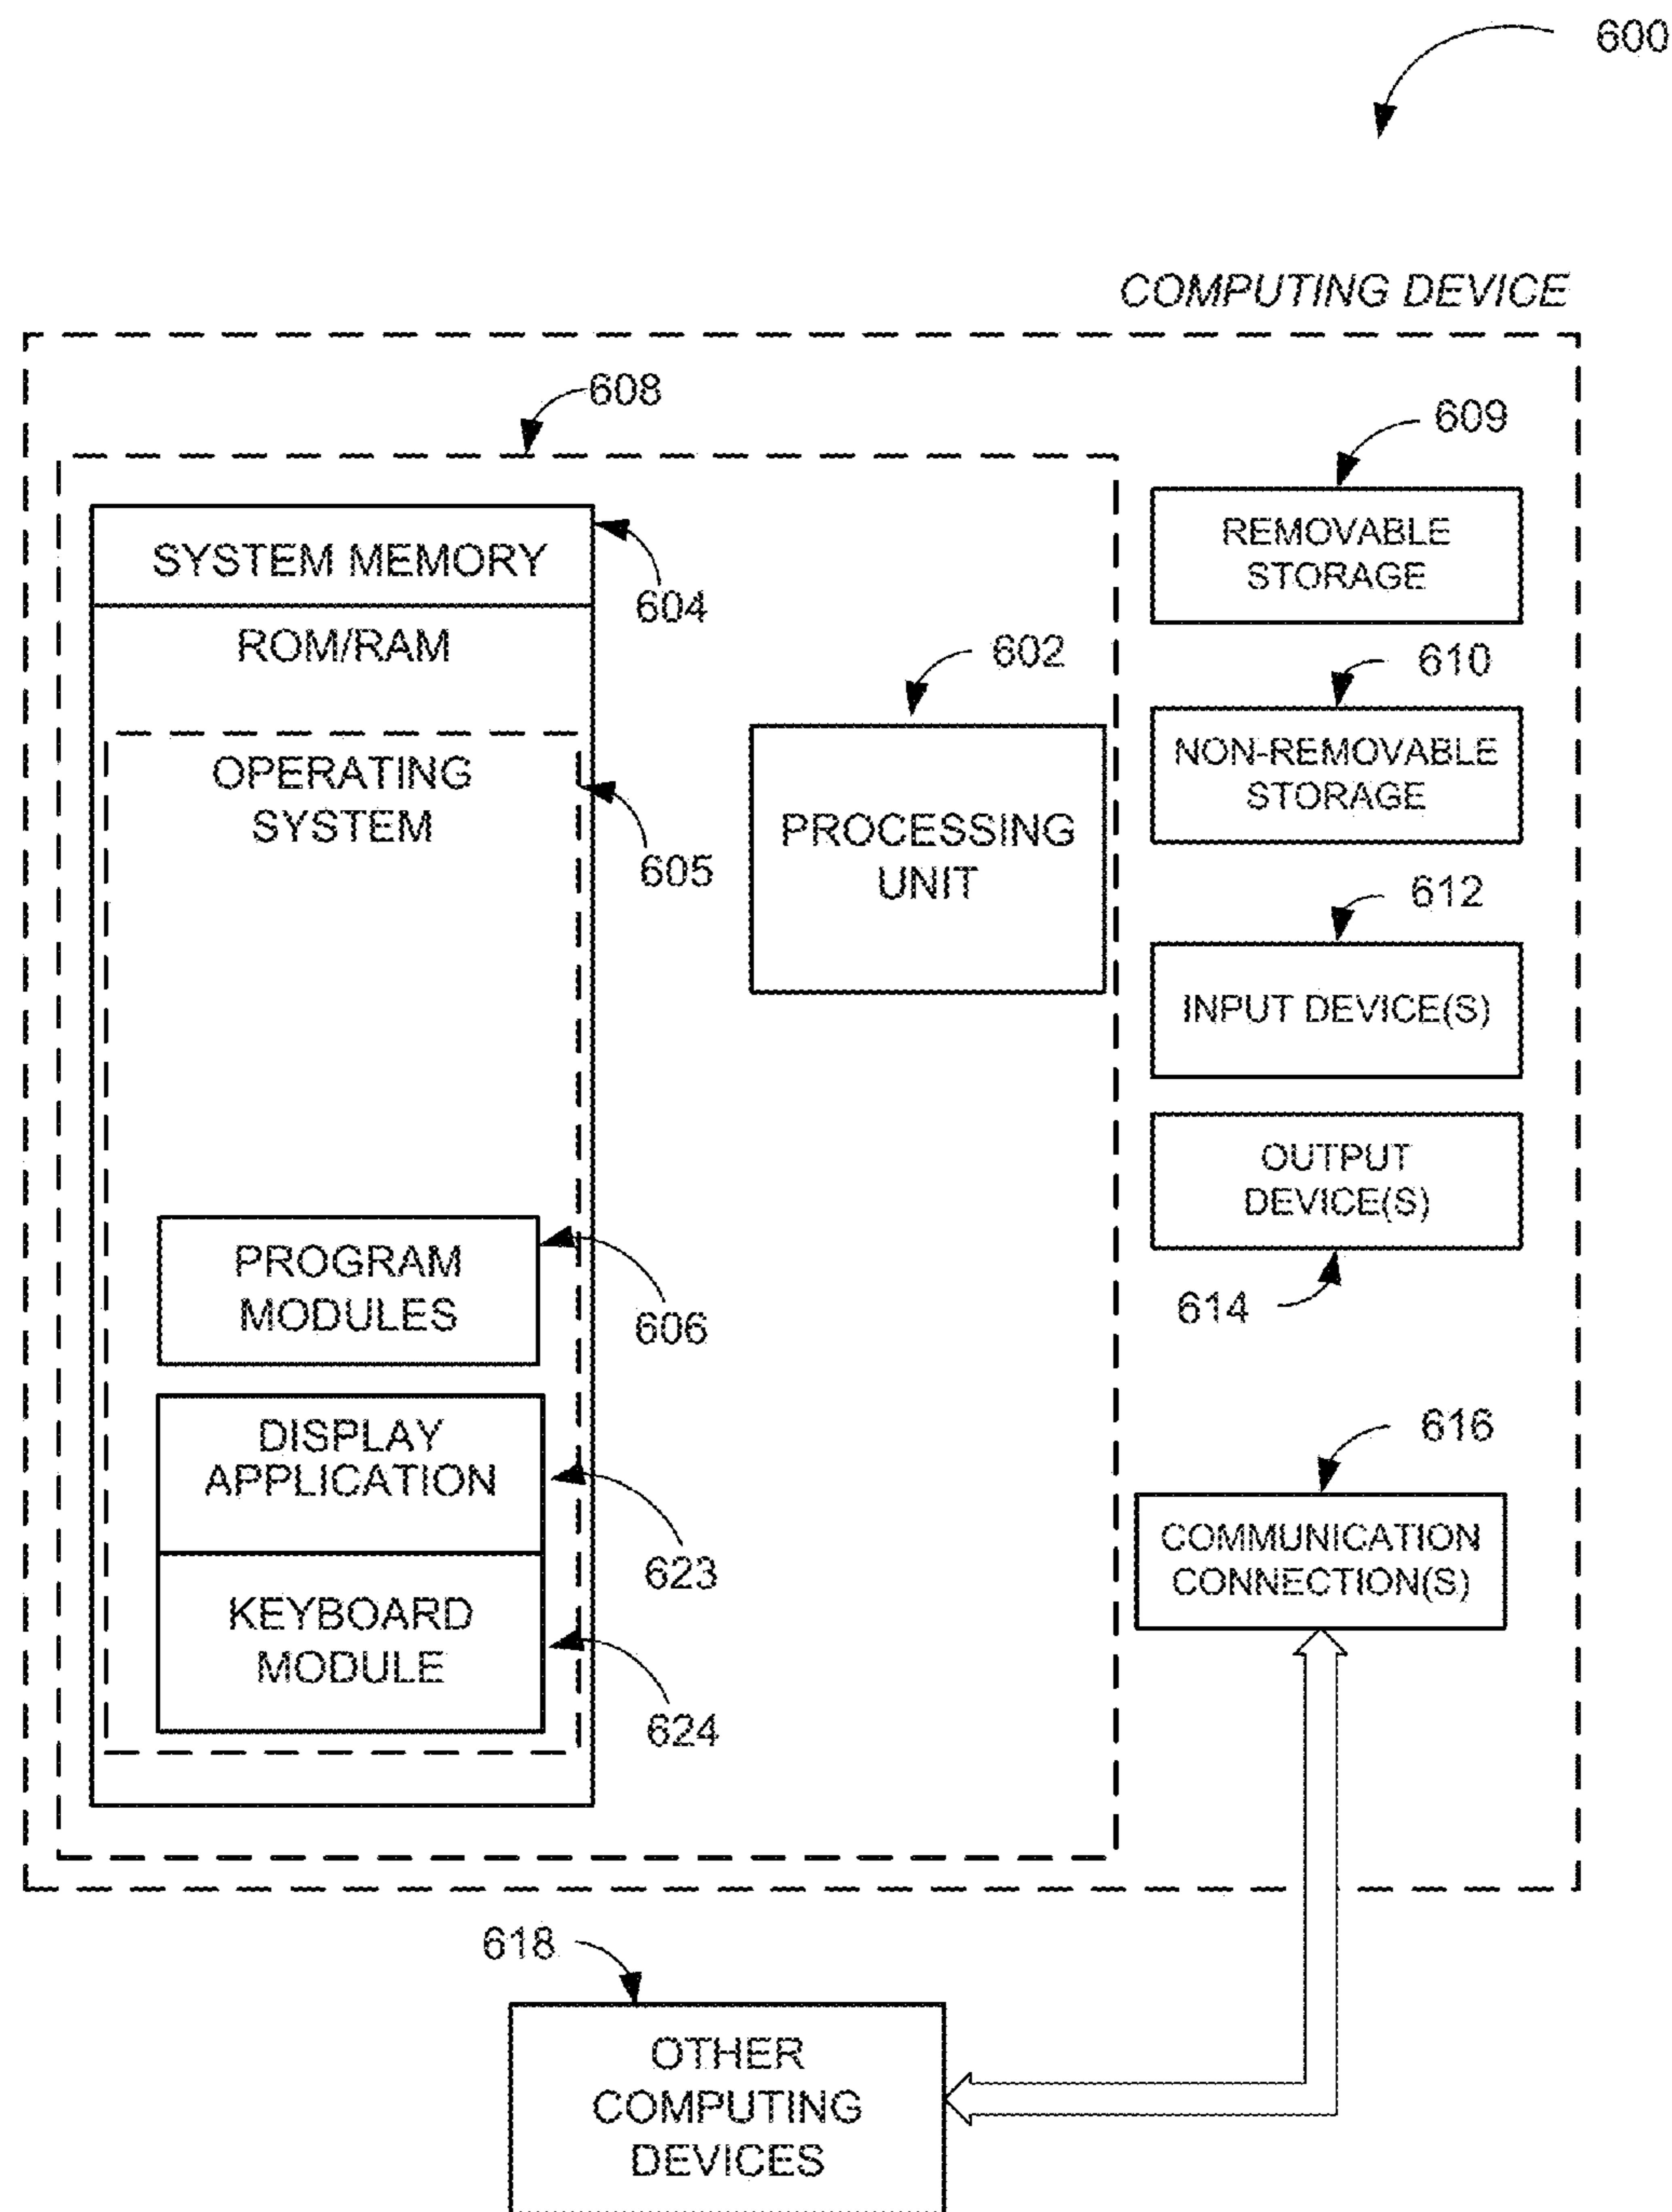 600
COMPUTING DEVICE
608
609
REMOVABLE
STORAGE
SYSTEM MEMORY
604
ROM/RAM
602
610
NON-REMOVABLE
STORAGE
OPERATING
SYSTEM
605
PROCESSING
UNIT
612
INPUT DEVICE(S)
OUTPUT
DEVICE(S)
614
PROGRAM
MODULES
606
DISPLAY
APPLICATION
623
616
COMMUNICATION
CONNECTION(S)
KEYBOARD
MODULE
624
618
OTHER
COMPUTING
DEVICES